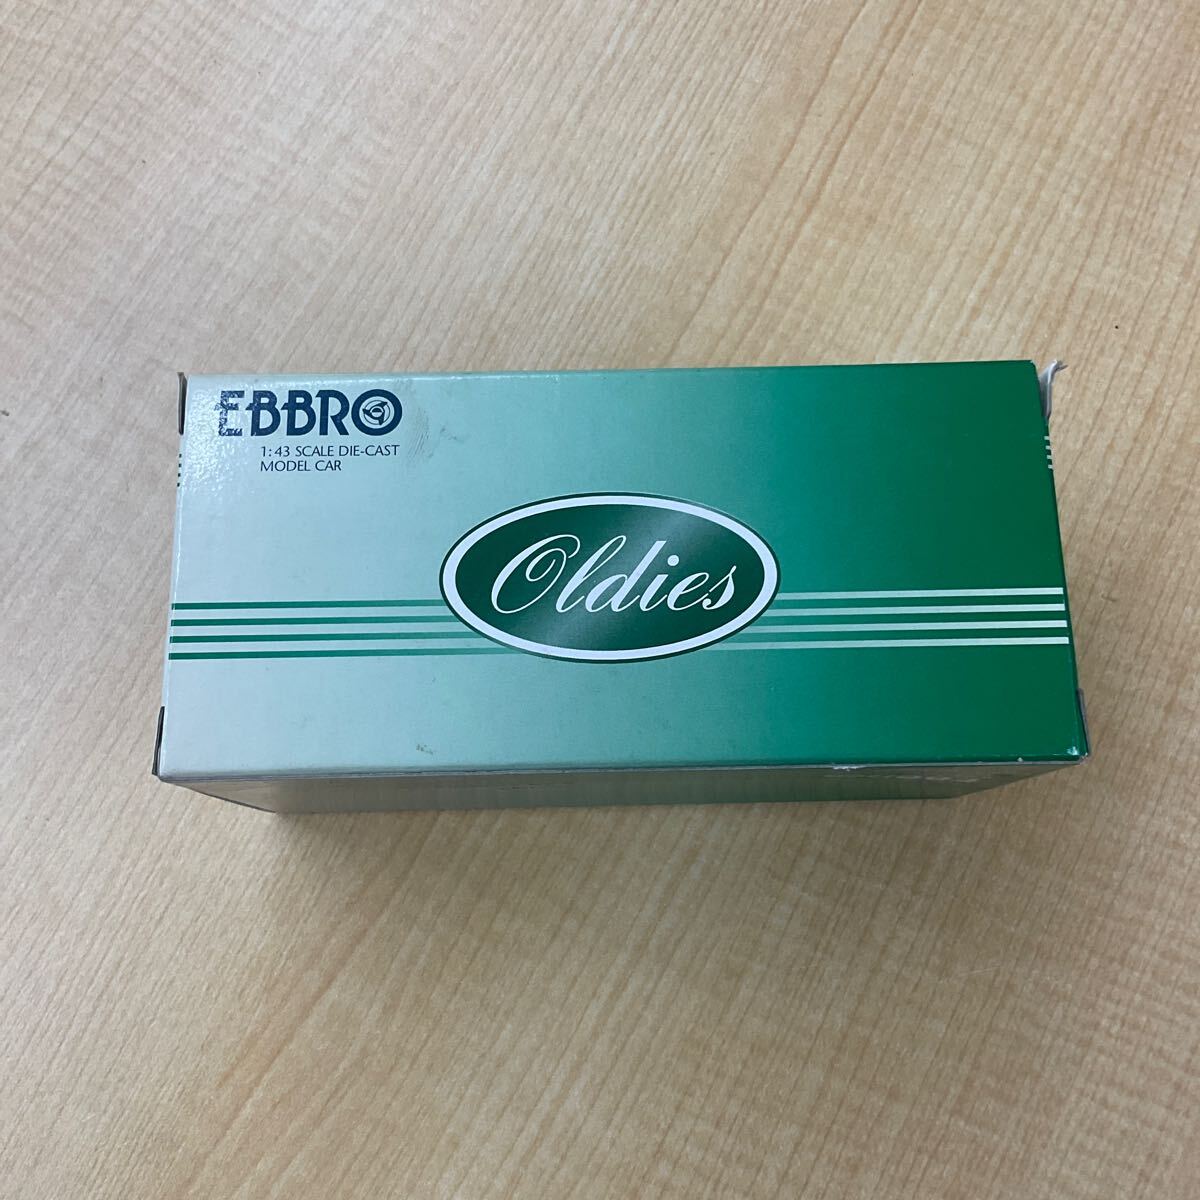 EBBRO
1:43 SCALE DIE-CAST
MODEL CAR
Oldies